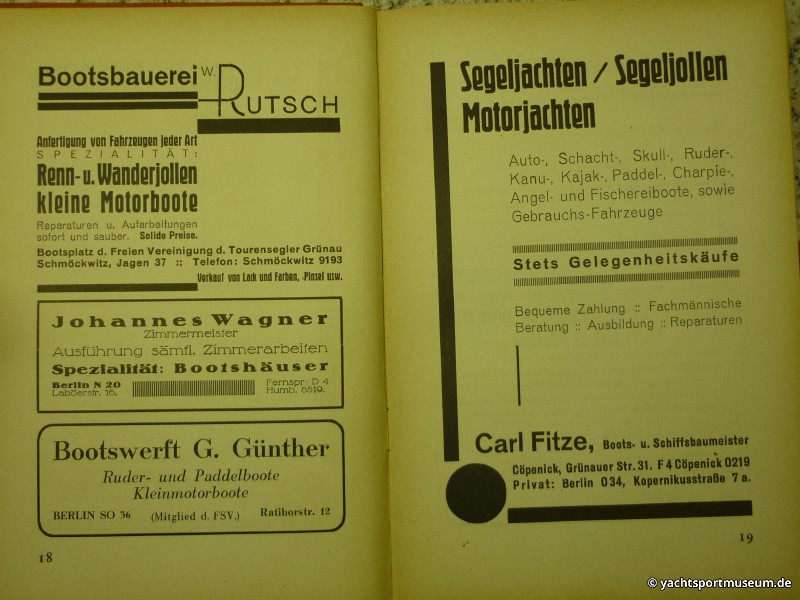 Bootsbauerei W. RUTSCH
Anfertigung von Fahrzeugen jeder Art
SPEZIALITÄT:
Renn- u. Wanderjollen
kleine Motorboote
Reparaturen u. Aufarbeitungen
sofort und sauber. Solide Preise.
Bootsplatz d. Freien Vereinigung d. Tourensegler Grünau
Schmöckwitz, Jagen 37 :: Telefon: Schmöckwitz 9193
Verkauf von Lack und Farben, -Pinsel usw.
Johannes Wagner
Zimmermeister
Ausführung sämtl. Zimmerarbeiten
Spezialität: Bootshäuser
Berlin N 20
Laböerstr. 16.
Fernspr: D 4
Humb. 8819.
Bootswerft G. Günther
Ruder- und Paddelboote
Kleinmotorboote
BERLIN SO 36 (Mitglied d. FSV.) Ratiborstr. 12
18
Segeljachten / Segeljollen
Motorjachten
Auto-, Schacht-, Skull-, Ruder-,
Kanu-, Kajak-, Paddel-, Charpie-,
Angel- und Fischereiboote, sowie
Gebrauchs-Fahrzeuge
Stets Gelegenheitskäufe
Bequeme Zahlung :: Fachmännische
Beratung :: Ausbildung :: Reparaturen
Carl Fitze, Boots- u. Schiffsbaumeister
Cöpenick, Grünauer Str. 31. F 4 Cöpenick 0219
Privat: Berlin O 34, Kopernikusstraße 7 a.
19
© yachtsportmuseum.de